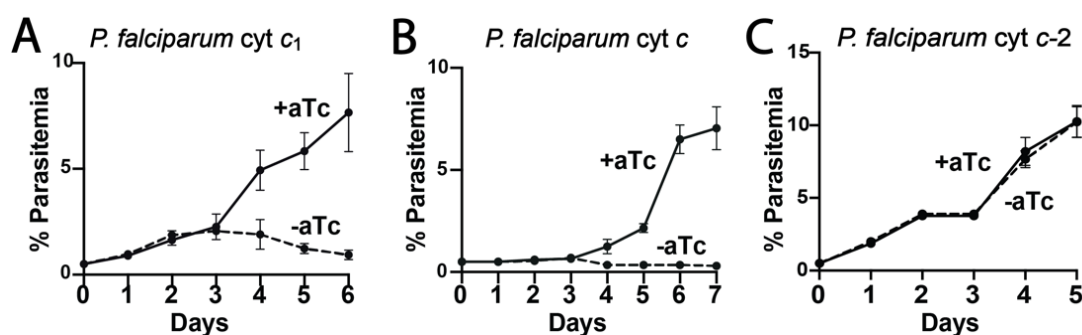 A
P. falciparum cyt c₁
% Parasitemia
10
5
0
+aTc
-aTc
0 1 2 3 4 5 6
Days
B
P. falciparum cyt c
% Parasitemia
10
5
0
+aTc
-aTc
0 1 2 3 4 5 6 7
Days
C
P. falciparum cyt c-2
% Parasitemia
15
10
5
0
+aTc
-aTc
0 1 2 3 4 5
Days